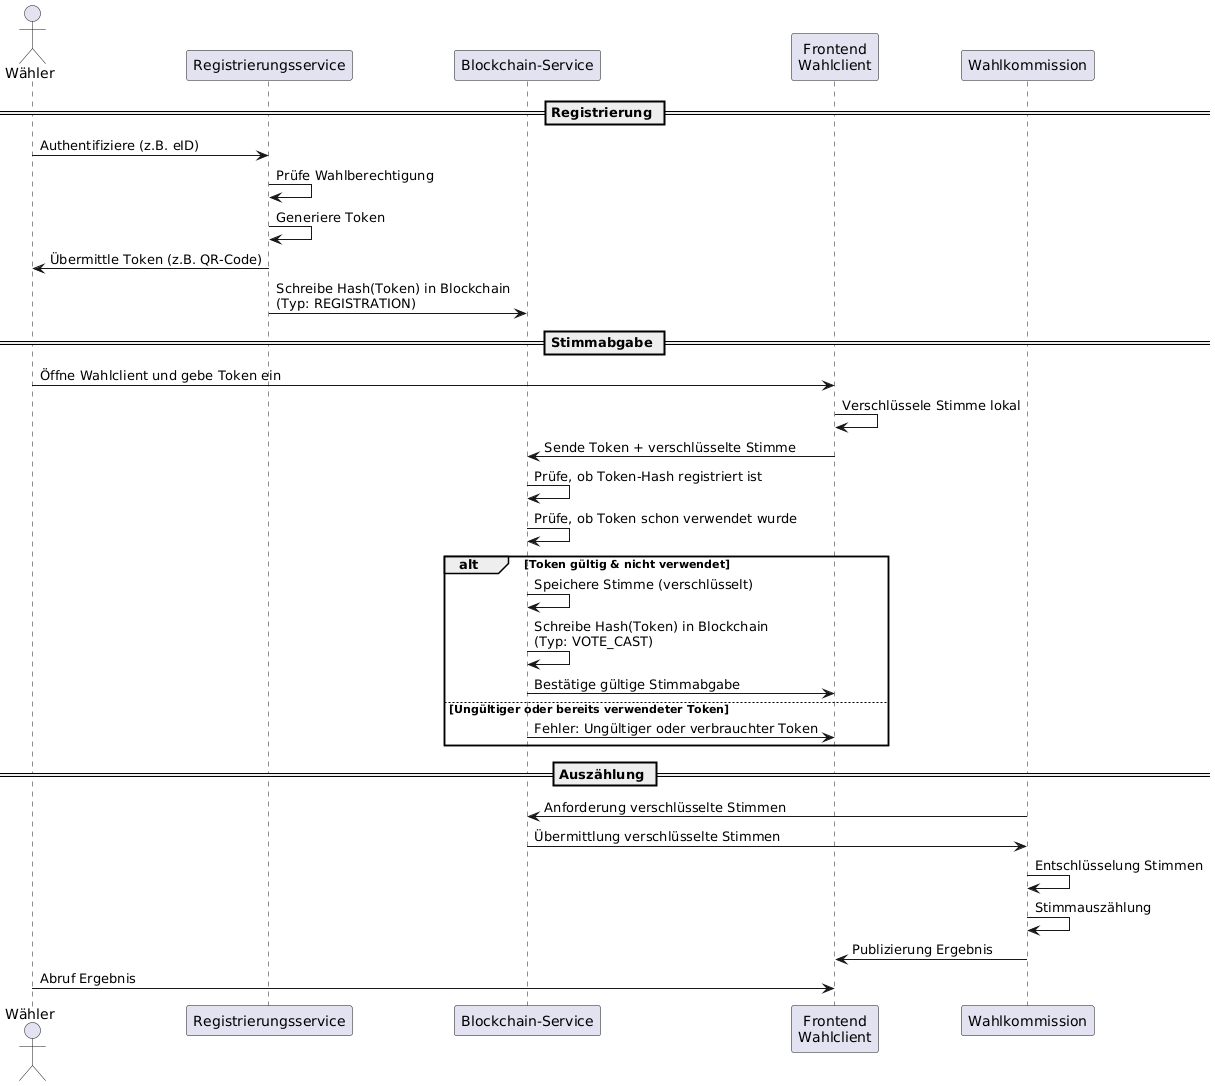 Wähler
Registrierungsservice
Blockchain-Service
Frontend
Wahlclient
Wahlkommission
Registrierung
Authentifiziere (z.B. eID)
Prüfe Wahlberechtigung
Generiere Token
Übermittle Token (z.B. QR-Code)
Schreibe Hash(Token) in Blockchain
(Typ: REGISTRATION)
Stimmabgabe
Öffne Wahlclient und gebe Token ein
Verschlüssele Stimme lokal
Sende Token + verschlüsselte Stimme
Prüfe, ob Token-Hash registriert ist
Prüfe, ob Token schon verwendet wurde
alt [Token gültig & nicht verwendet]
Speichere Stimme (verschlüsselt)
Schreibe Hash(Token) in Blockchain
(Typ: VOTE_CAST)
Bestätige gültige Stimmabgabe
[Ungültiger oder bereits verwendeter Token]
Fehler: Ungültiger oder verbrauchter Token
Auszählung
Anforderung verschlüsselte Stimmen
Übermittlung verschlüsselte Stimmen
Entschlüsselung Stimmen
Stimmauszählung
Publizierung Ergebnis
Abruf Ergebnis
Wähler
Registrierungsservice
Blockchain-Service
Frontend
Wahlclient
Wahlkommission